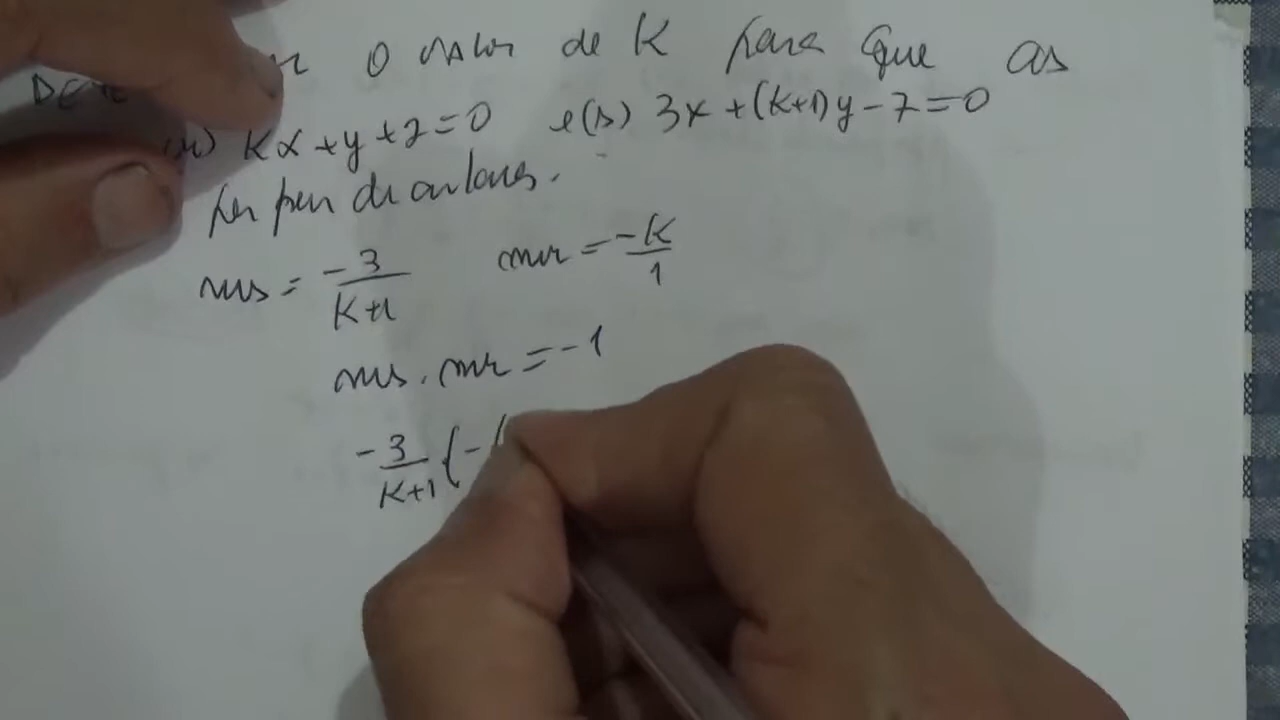 o valor de K para que as
(r) Kx + y + 2 = 0 e (s) 3x + (K+1)y - 7 = 0
perpendiculares.
ms = -3/(K+1) mr = -K/1
ms . mr = -1
-3/(K+1) (-